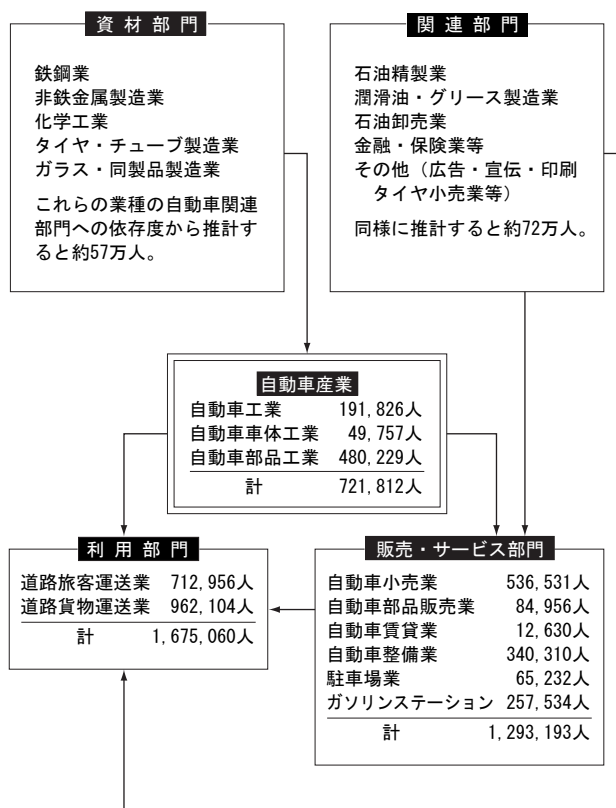 資材部門
鉄鋼業
非鉄金属製造業
化学工業
タイヤ・チューブ製造業
ガラス・同製品製造業
これらの業種の自動車関連
部門への依存度から推計す
ると約57万人。
関連部門
石油精製業
潤滑油・グリース製造業
石油卸売業
金融・保険業等
その他（広告・宣伝・印刷
タイヤ小売業等）
同様に推計すると約72万人。
自動車産業
自動車工業 191,826人
自動車車体工業 49,757人
自動車部品工業 480,229人
計 721,812人
利用部門
道路旅客運送業 712,956人
道路貨物運送業 962,104人
計 1,675,060人
販売・サービス部門
自動車小売業 536,531人
自動車部品販売業 84,956人
自動車賃貸業 12,630人
自動車整備業 340,310人
駐車場業 65,232人
ガソリンステーション 257,534人
計 1,293,193人